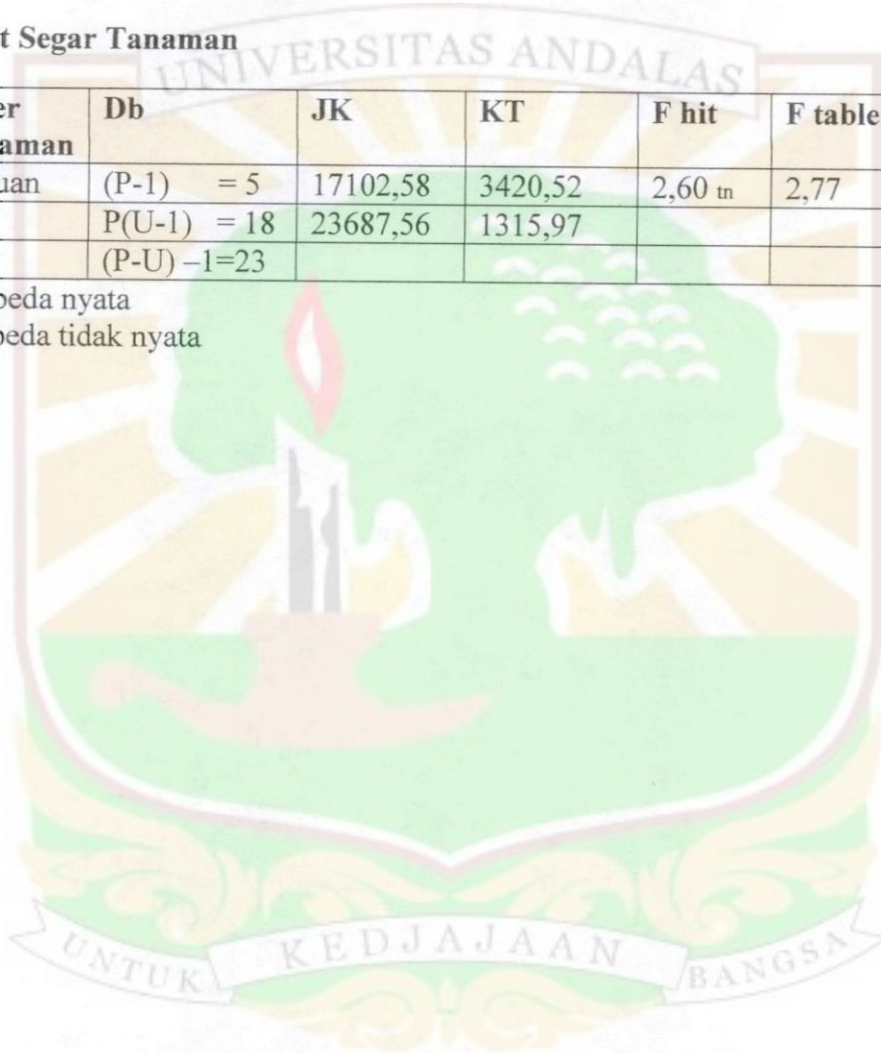 t Segar Tanaman
UNIVERSITAS ANDALAS
er
aman Db JK KT F hit F table
uan (P-1) = 5 17102,58 3420,52 2,60 tn 2,77
P(U-1) = 18 23687,56 1315,97
(P-U) –1=23
beda nyata
beda tidak nyata
UNTUK KEDJAJAAN BANGSA